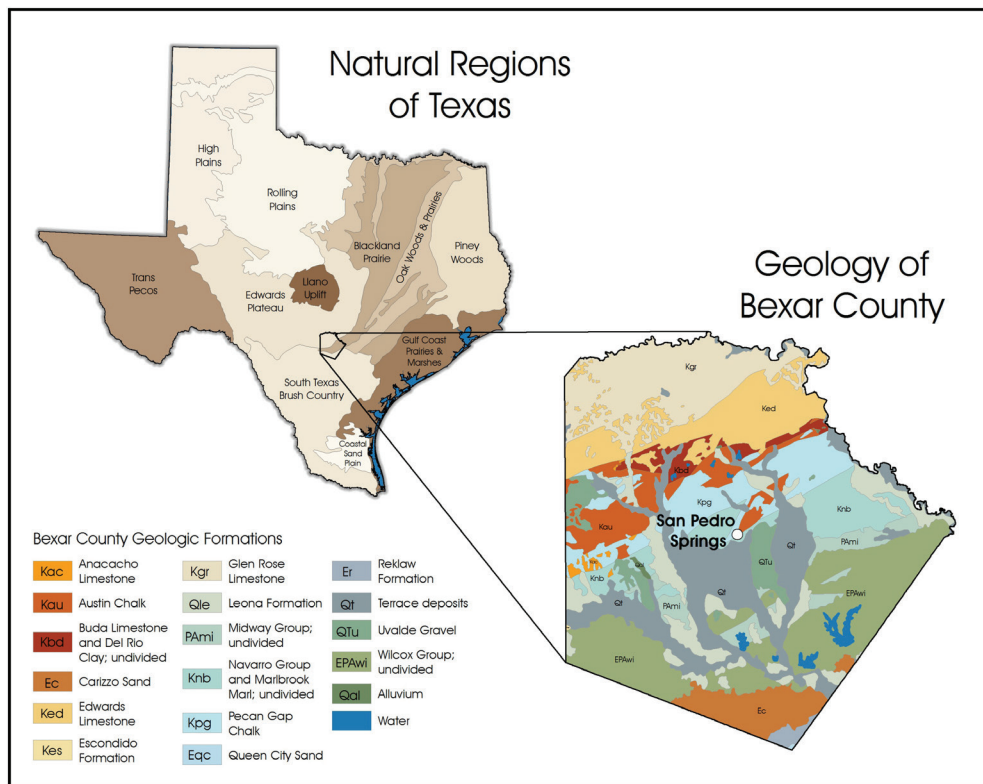 Natural Regions
of Texas
High
Plains
Rolling
Plains
Blackland
Prairie
Oak Woods & Prairies
Piney
Woods
Trans
Pecos
Edwards
Plateau
Llano
Uplift
Gulf Coast
Prairies &
Marshes
South Texas
Brush Country
Coastal
Sand
Plain
Geology of
Bexar County
Kgr
Ked
Kbd
Kpg
Knb
Kau
San Pedro
Springs
PAmi
QTu
Qt
Qal
Knb
Qt
PAmi
Qt
EPAwi
EPAwi
Ec
Bexar County Geologic Formations
Kac Anacacho
Limestone
Kau Austin Chalk
Kbd Buda Limestone
and Del Rio
Clay; undivided
Ec Carizzo Sand
Ked Edwards
Limestone
Kes Escondido
Formation
Kgr Glen Rose
Limestone
Qle Leona Formation
PAmi Midway Group;
undivided
Knb Navarro Group
and Marlbrook
Marl; undivided
Kpg Pecan Gap
Chalk
Eqc Queen City Sand
Er Reklaw
Formation
Qt Terrace deposits
QTu Uvalde Gravel
EPAwi Wilcox Group;
undivided
Qal Alluvium
Water